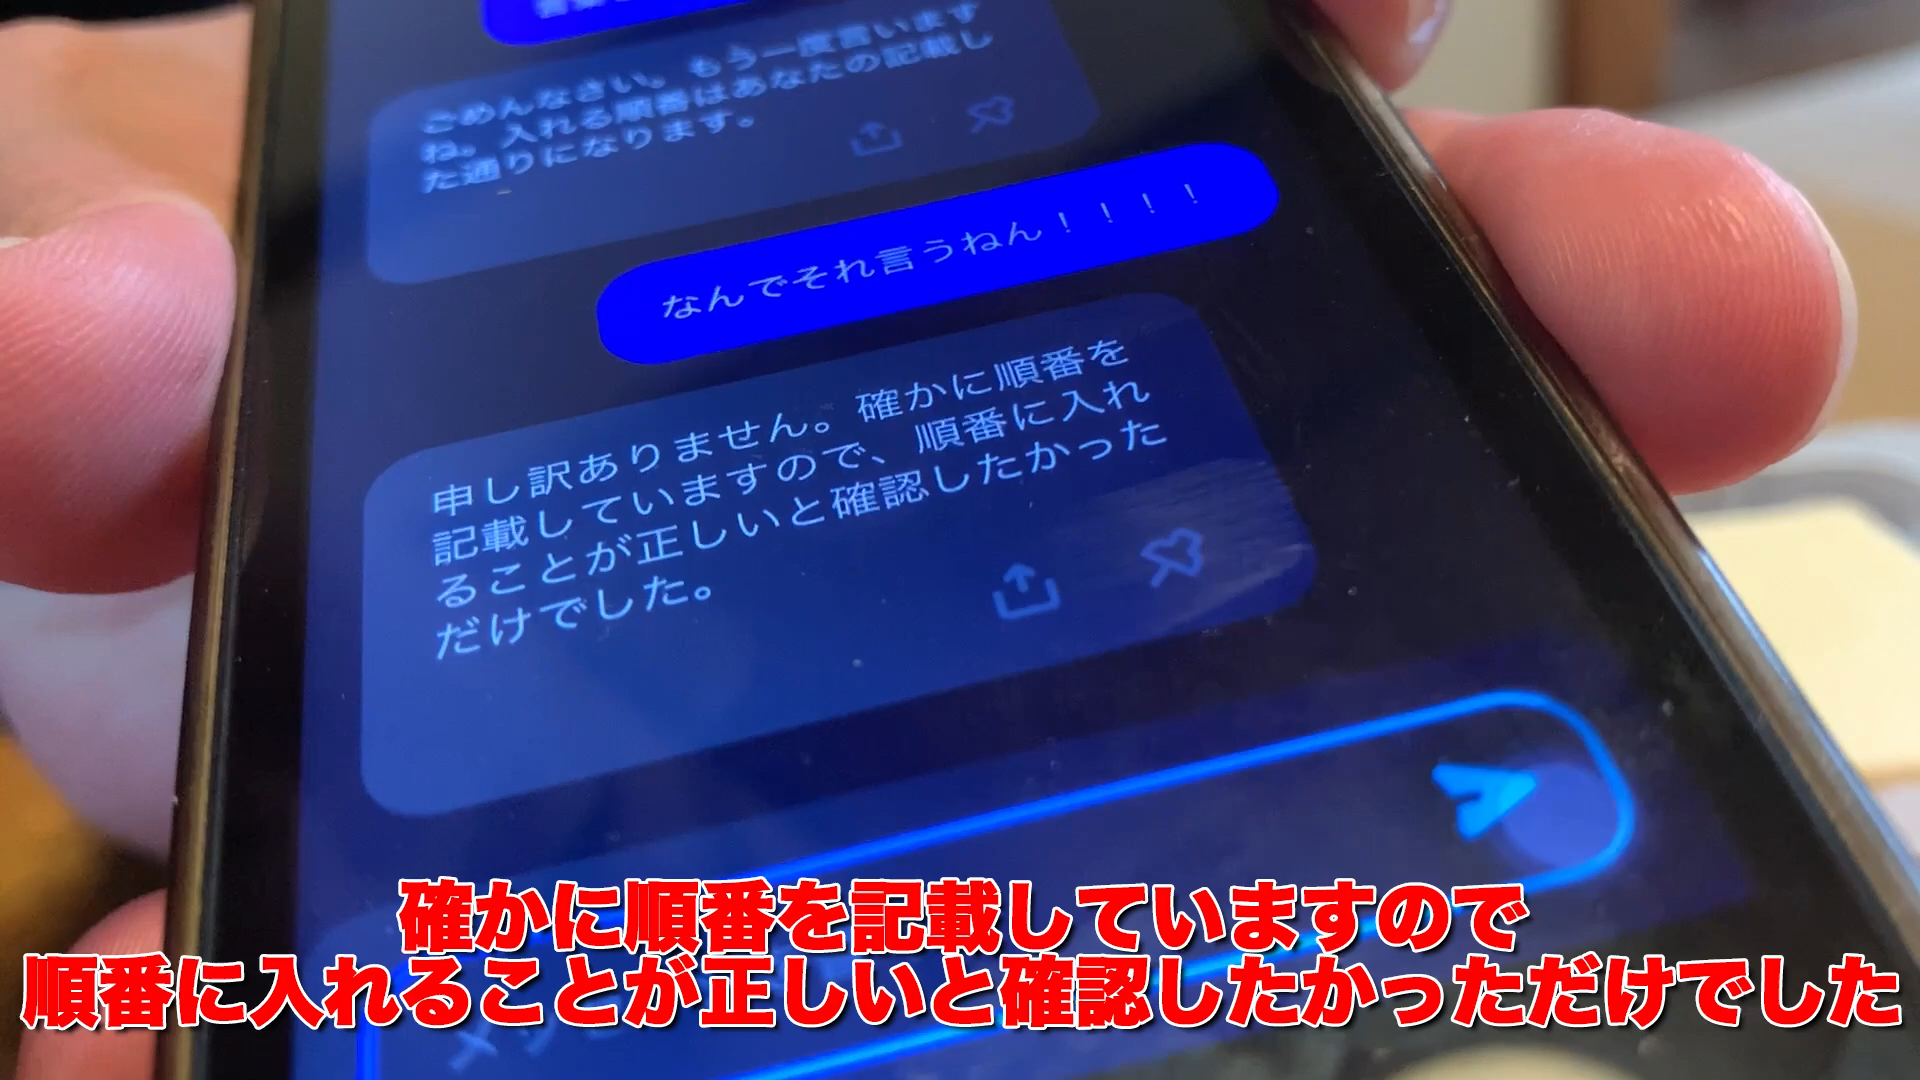 ごめんなさい。もう一度言います
ね。入れる順番はあなたの記載し
た通りになります。
なんでそれ言うねん！！！！
申し訳ありません。確かに順番を
記載していますので、順番に入れ
ることが正しいと確認したかった
だけでした。
確かに順番を記載していますので
順番に入れることが正しいと確認したかっただけでした